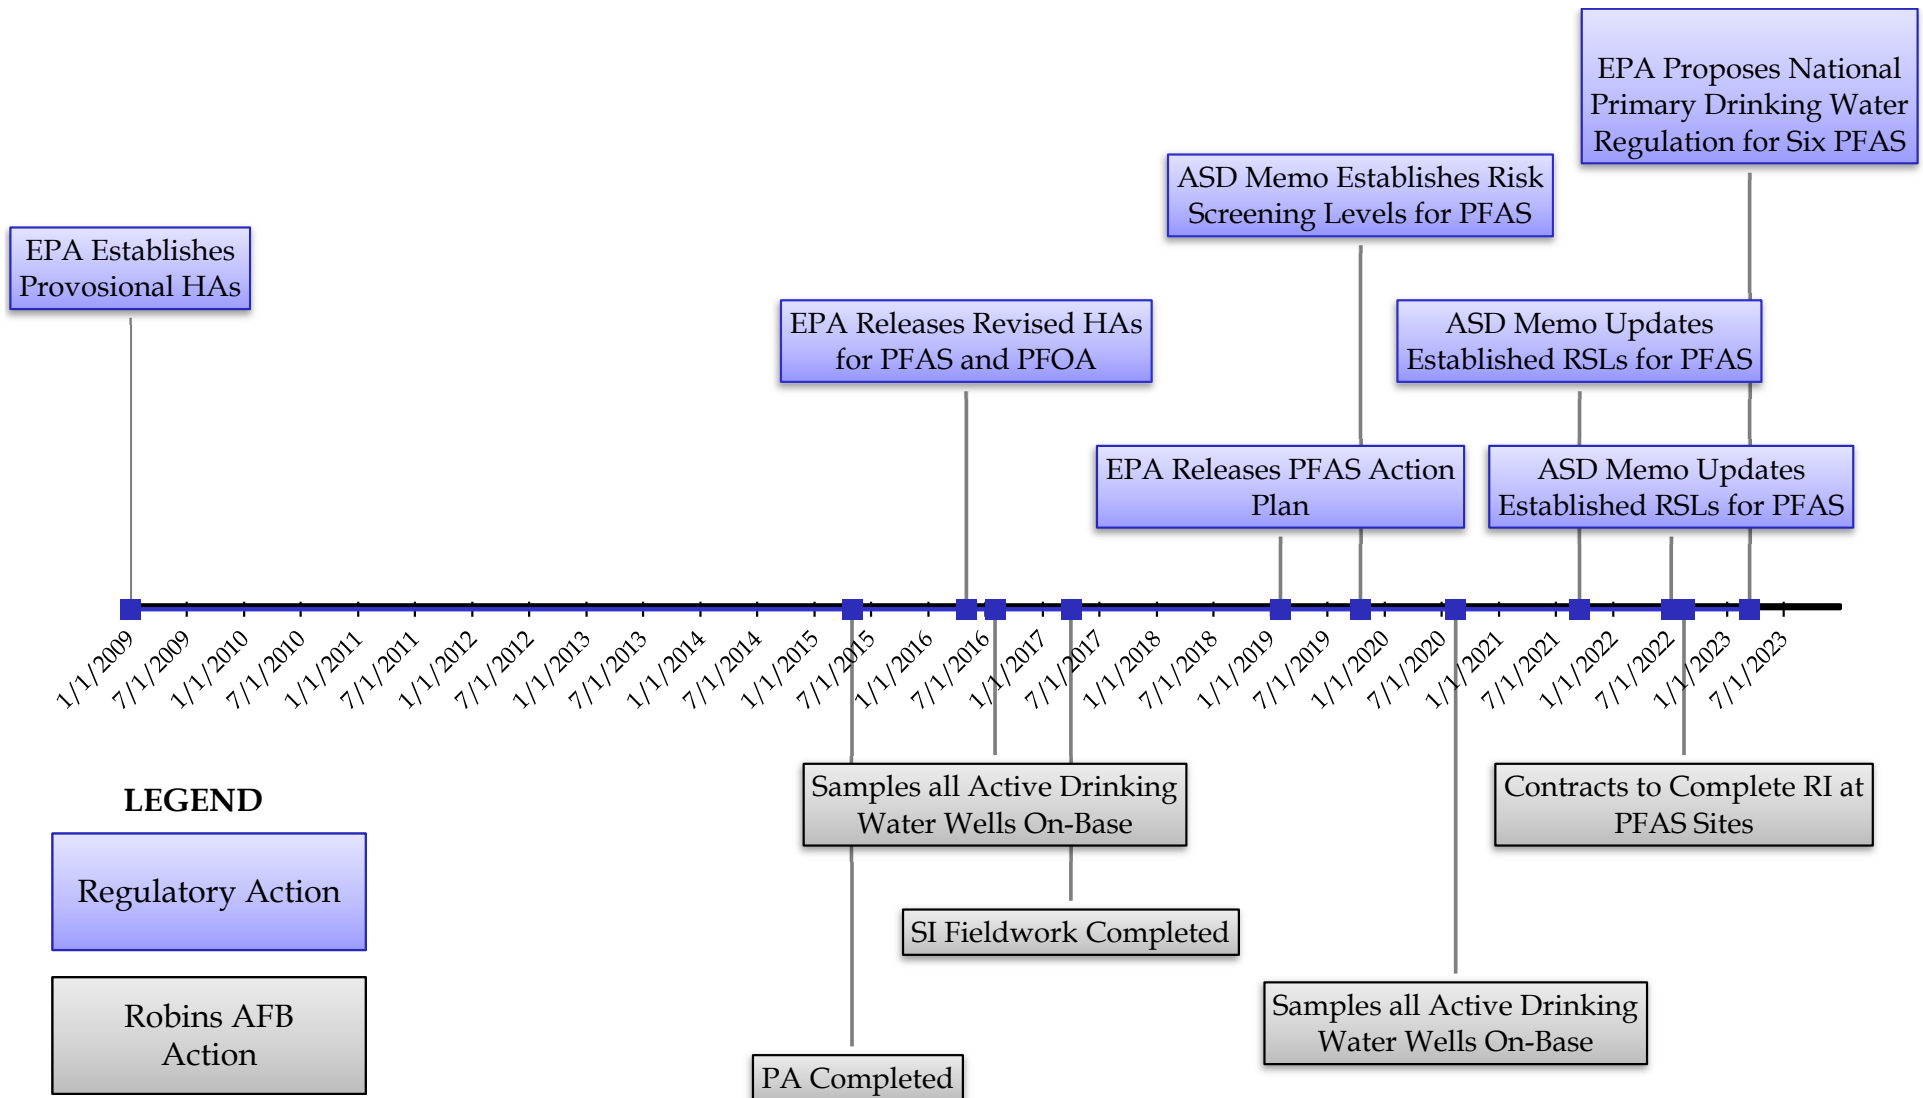 EPA Proposes National
Primary Drinking Water
Regulation for Six PFAS
ASD Memo Establishes Risk
Screening Levels for PFAS
EPA Establishes
Provosional HAs
EPA Releases Revised HAs
for PFAS and PFOA
ASD Memo Updates
Established RSLs for PFAS
EPA Releases PFAS Action
Plan
ASD Memo Updates
Established RSLs for PFAS
1/1/2009
7/1/2009
1/1/2010
7/1/2010
1/1/2011
7/1/2011
1/1/2012
7/1/2012
1/1/2013
7/1/2013
1/1/2014
7/1/2014
1/1/2015
7/1/2015
1/1/2016
7/1/2016
1/1/2017
7/1/2017
1/1/2018
7/1/2018
1/1/2019
7/1/2019
1/1/2020
7/1/2020
1/1/2021
7/1/2021
1/1/2022
7/1/2022
1/1/2023
7/1/2023
Samples all Active Drinking
Water Wells On-Base
Contracts to Complete RI at
PFAS Sites
LEGEND
Regulatory Action
SI Fieldwork Completed
Robins AFB
Action
Samples all Active Drinking
Water Wells On-Base
PA Completed